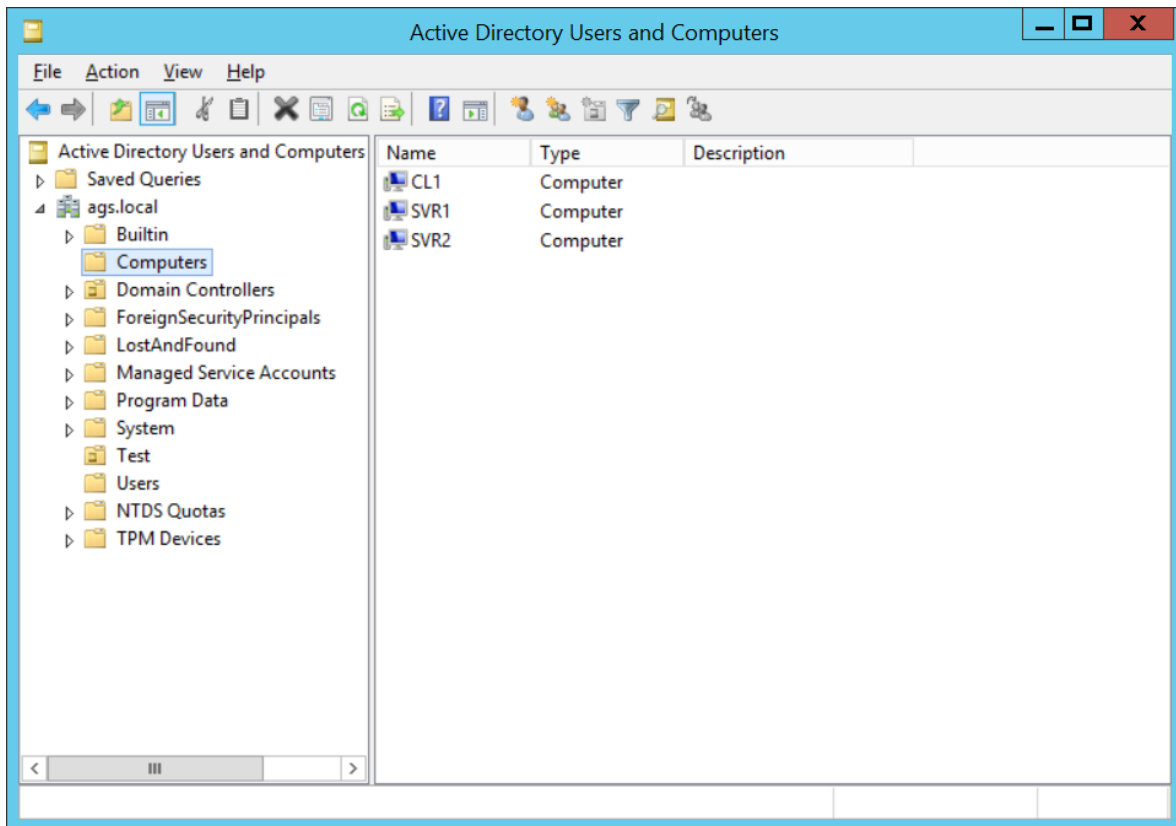 Active Directory Users and Computers
File Action View Help
Active Directory Users and Computers
Saved Queries
ags.local
Builtin
Computers
Domain Controllers
ForeignSecurityPrincipals
LostAndFound
Managed Service Accounts
Program Data
System
Test
Users
NTDS Quotas
TPM Devices
Name Type Description
CL1 Computer
SVR1 Computer
SVR2 Computer